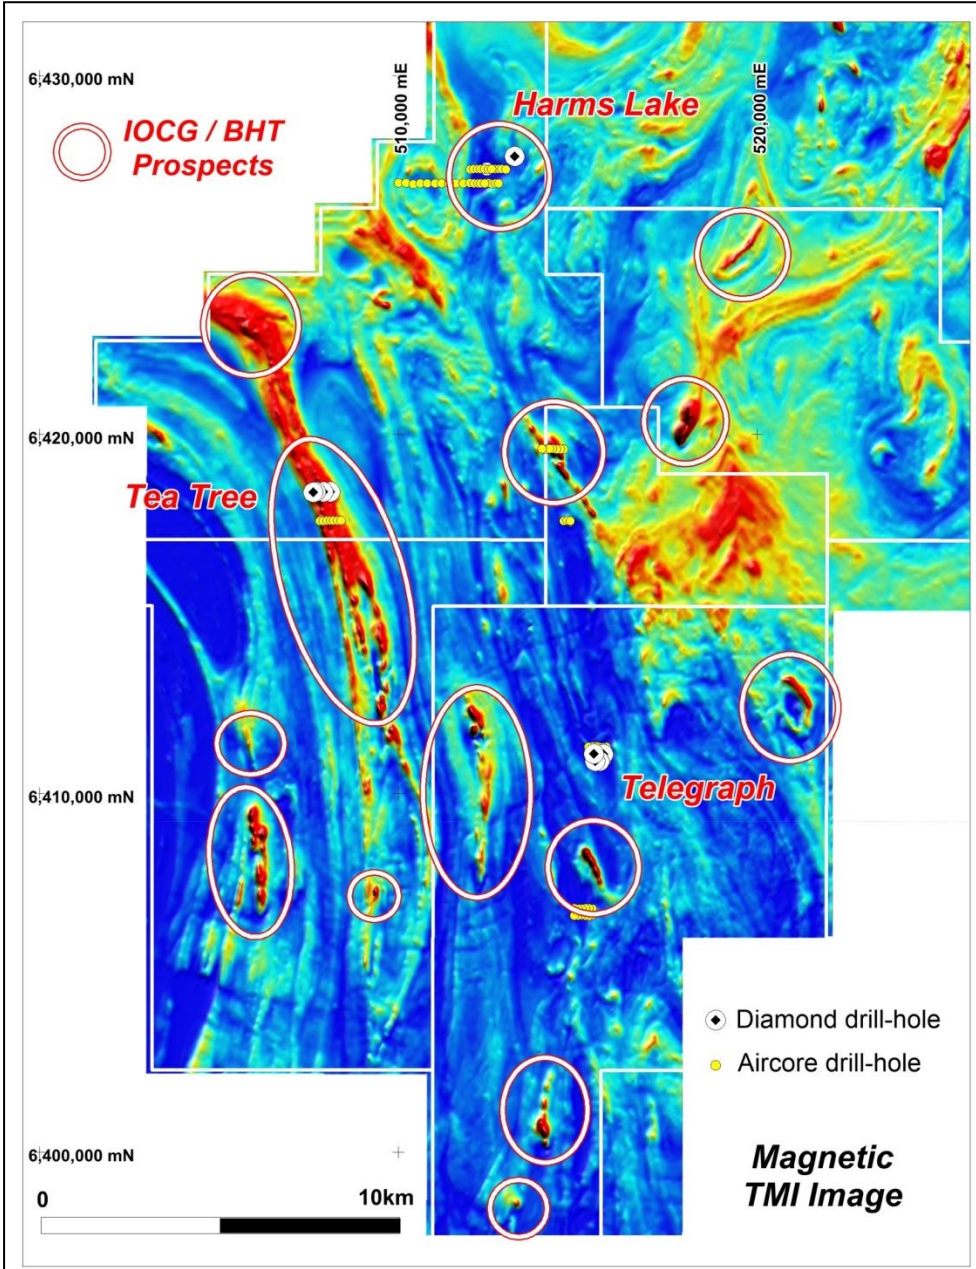 6,430,000 mN
510,000 mE
Harms Lake
520,000 mE
IOCG / BHT
Prospects
6,420,000 mN
Tea Tree
6,410,000 mN
Telegraph
Diamond drill-hole
Aircore drill-hole
6,400,000 mN
Magnetic
TMI Image
0
10km